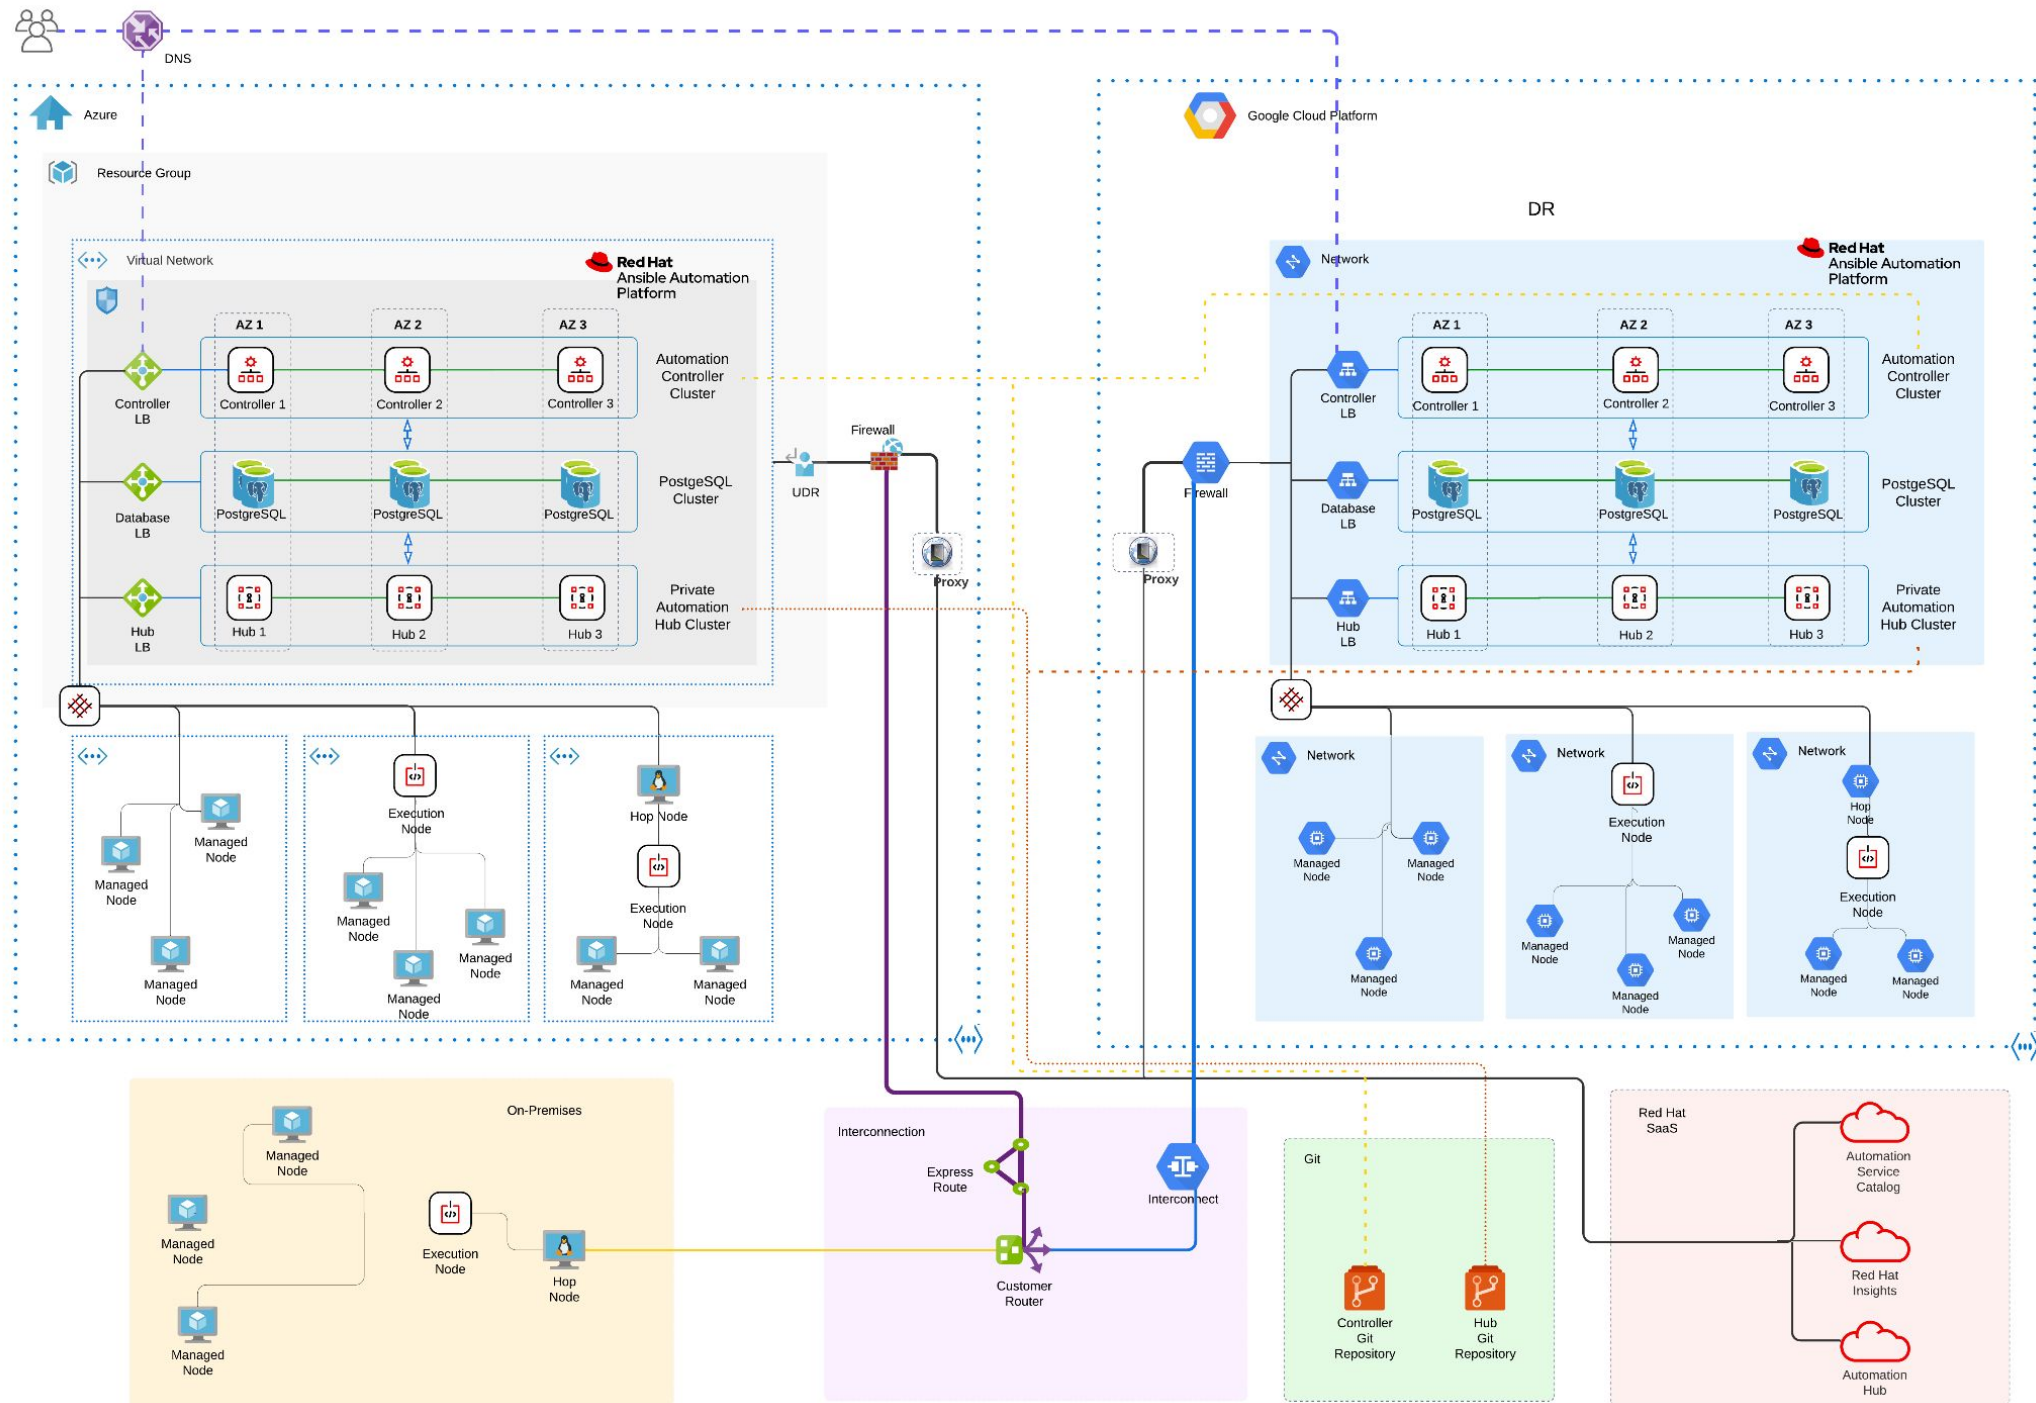 DNS
Azure
Resource Group
Virtual Network
Red Hat
Ansible Automation
Platform
AZ 1
AZ 2
AZ 3
Controller
LB
Controller 1
Controller 2
Controller 3
Automation
Controller
Cluster
Database
LB
PostgreSQL
PostgreSQL
PostgreSQL
PostgeSQL
Cluster
Hub
LB
Hub 1
Hub 2
Hub 3
Private
Automation
Hub Cluster
UDR
Firewall
Proxy
Managed
Node
Managed
Node
Managed
Node
Execution
Node
Managed
Node
Managed
Node
Managed
Node
Hop Node
Execution
Node
Managed
Node
Managed
Node
Google Cloud Platform
DR
Network
Red Hat
Ansible Automation
Platform
AZ 1
AZ 2
AZ 3
Controller
LB
Controller 1
Controller 2
Controller 3
Automation
Controller
Cluster
Firewall
Proxy
Database
LB
PostgreSQL
PostgreSQL
PostgreSQL
PostgeSQL
Cluster
Hub
LB
Hub 1
Hub 2
Hub 3
Private
Automation
Hub Cluster
Network
Managed
Node
Managed
Node
Managed
Node
Network
Execution
Node
Managed
Node
Managed
Node
Managed
Node
Network
Hop
Node
Execution
Node
Managed
Node
Managed
Node
On-Premises
Managed
Node
Managed
Node
Managed
Node
Execution
Node
Hop
Node
Interconnection
Express
Route
Interconnect
Customer
Router
Git
Controller
Git
Repository
Hub
Git
Repository
Red Hat
SaaS
Automation
Service
Catalog
Red Hat
Insights
Automation
Hub